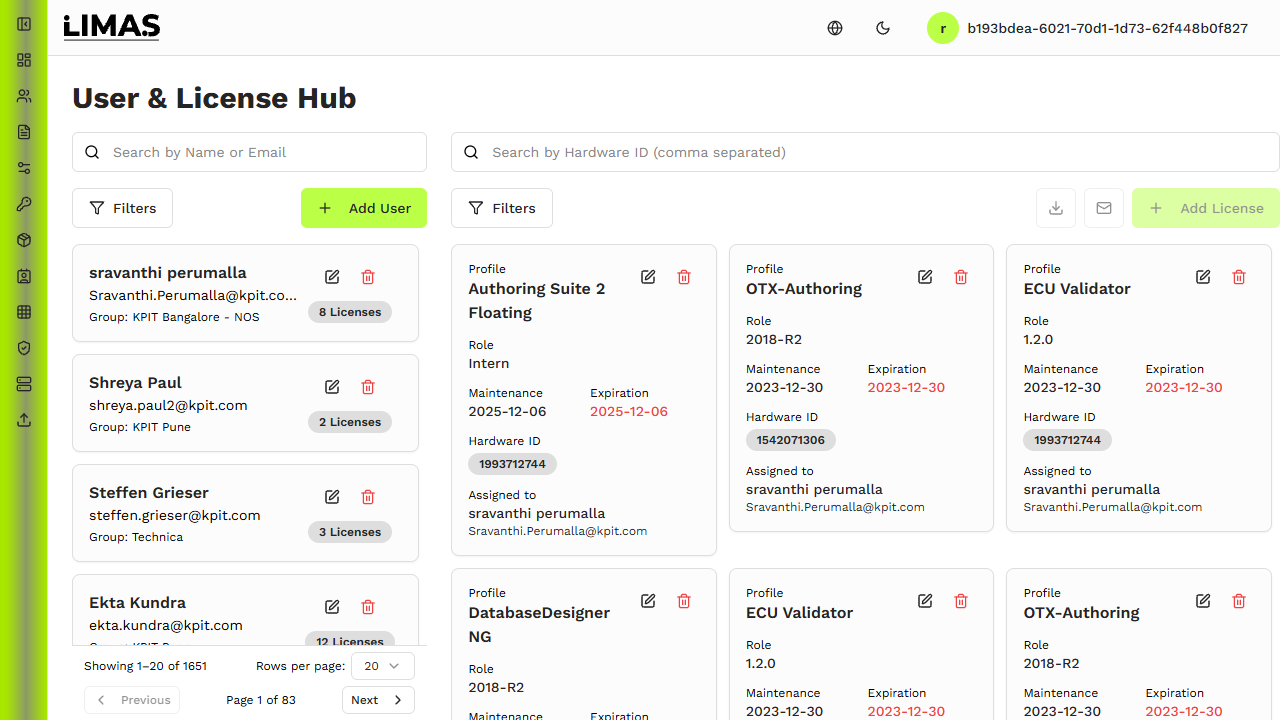 LIMAS
r
b193bdea-6021-70d1-1d73-62f448b0f827
User & License Hub
Search by Name or Email
Filters
Add User
sravanthi perumalla
Sravanthi.Perumalla@kpit.co...
Group: KPIT Bangalore - NOS
8 Licenses
Shreya Paul
shreya.paul2@kpit.com
Group: KPIT Pune
2 Licenses
Steffen Grieser
steffen.grieser@kpit.com
Group: Technica
3 Licenses
Ekta Kundra
ekta.kundra@kpit.com
12 Licenses
Showing 1–20 of 1651
Rows per page:
20
Previous
Page 1 of 83
Next
Search by Hardware ID (comma separated)
Filters
Add License
Profile
Authoring Suite 2
Floating
Role
Intern
Maintenance
Expiration
2025-12-06
2025-12-06
Hardware ID
1993712744
Assigned to
sravanthi perumalla
Sravanthi.Perumalla@kpit.com
Profile
OTX-Authoring
Role
2018-R2
Maintenance
Expiration
2023-12-30
2023-12-30
Hardware ID
1542071306
Assigned to
sravanthi perumalla
Sravanthi.Perumalla@kpit.com
Profile
ECU Validator
Role
1.2.0
Maintenance
Expiration
2023-12-30
2023-12-30
Hardware ID
1993712744
Assigned to
sravanthi perumalla
Sravanthi.Perumalla@kpit.com
Profile
DatabaseDesigner
NG
Role
2018-R2
Maintenance
Expiration
Profile
ECU Validator
Role
1.2.0
Maintenance
Expiration
2023-12-30
2023-12-30
Profile
OTX-Authoring
Role
2018-R2
Maintenance
Expiration
2023-12-30
2023-12-30